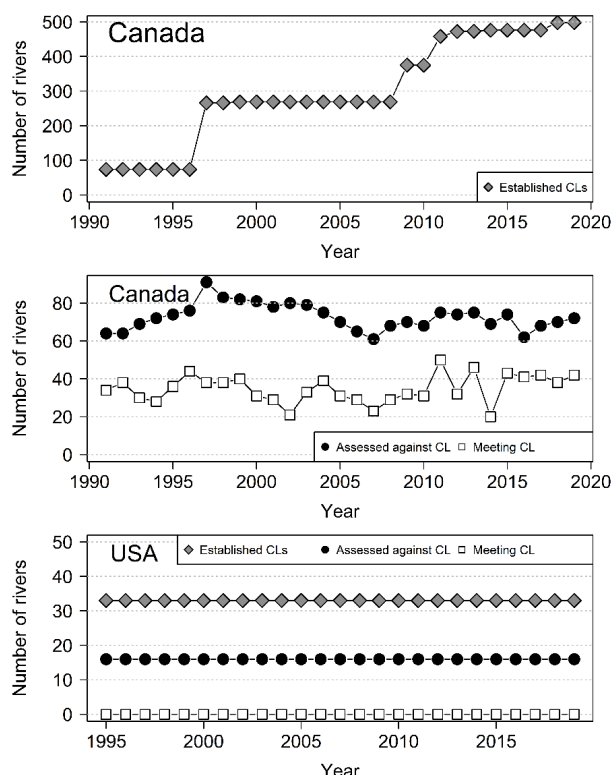 Canada
Number of rivers
500
400
300
200
100
0
Established CLs
1990 1995 2000 2005 2010 2015 2020
Year
Canada
Number of rivers
80
60
40
20
0
Assessed against CL Meeting CL
1990 1995 2000 2005 2010 2015 2020
Year
USA
Established CLs Assessed against CL Meeting CL
Number of rivers
50
40
30
20
10
0
1995 2000 2005 2010 2015
Year